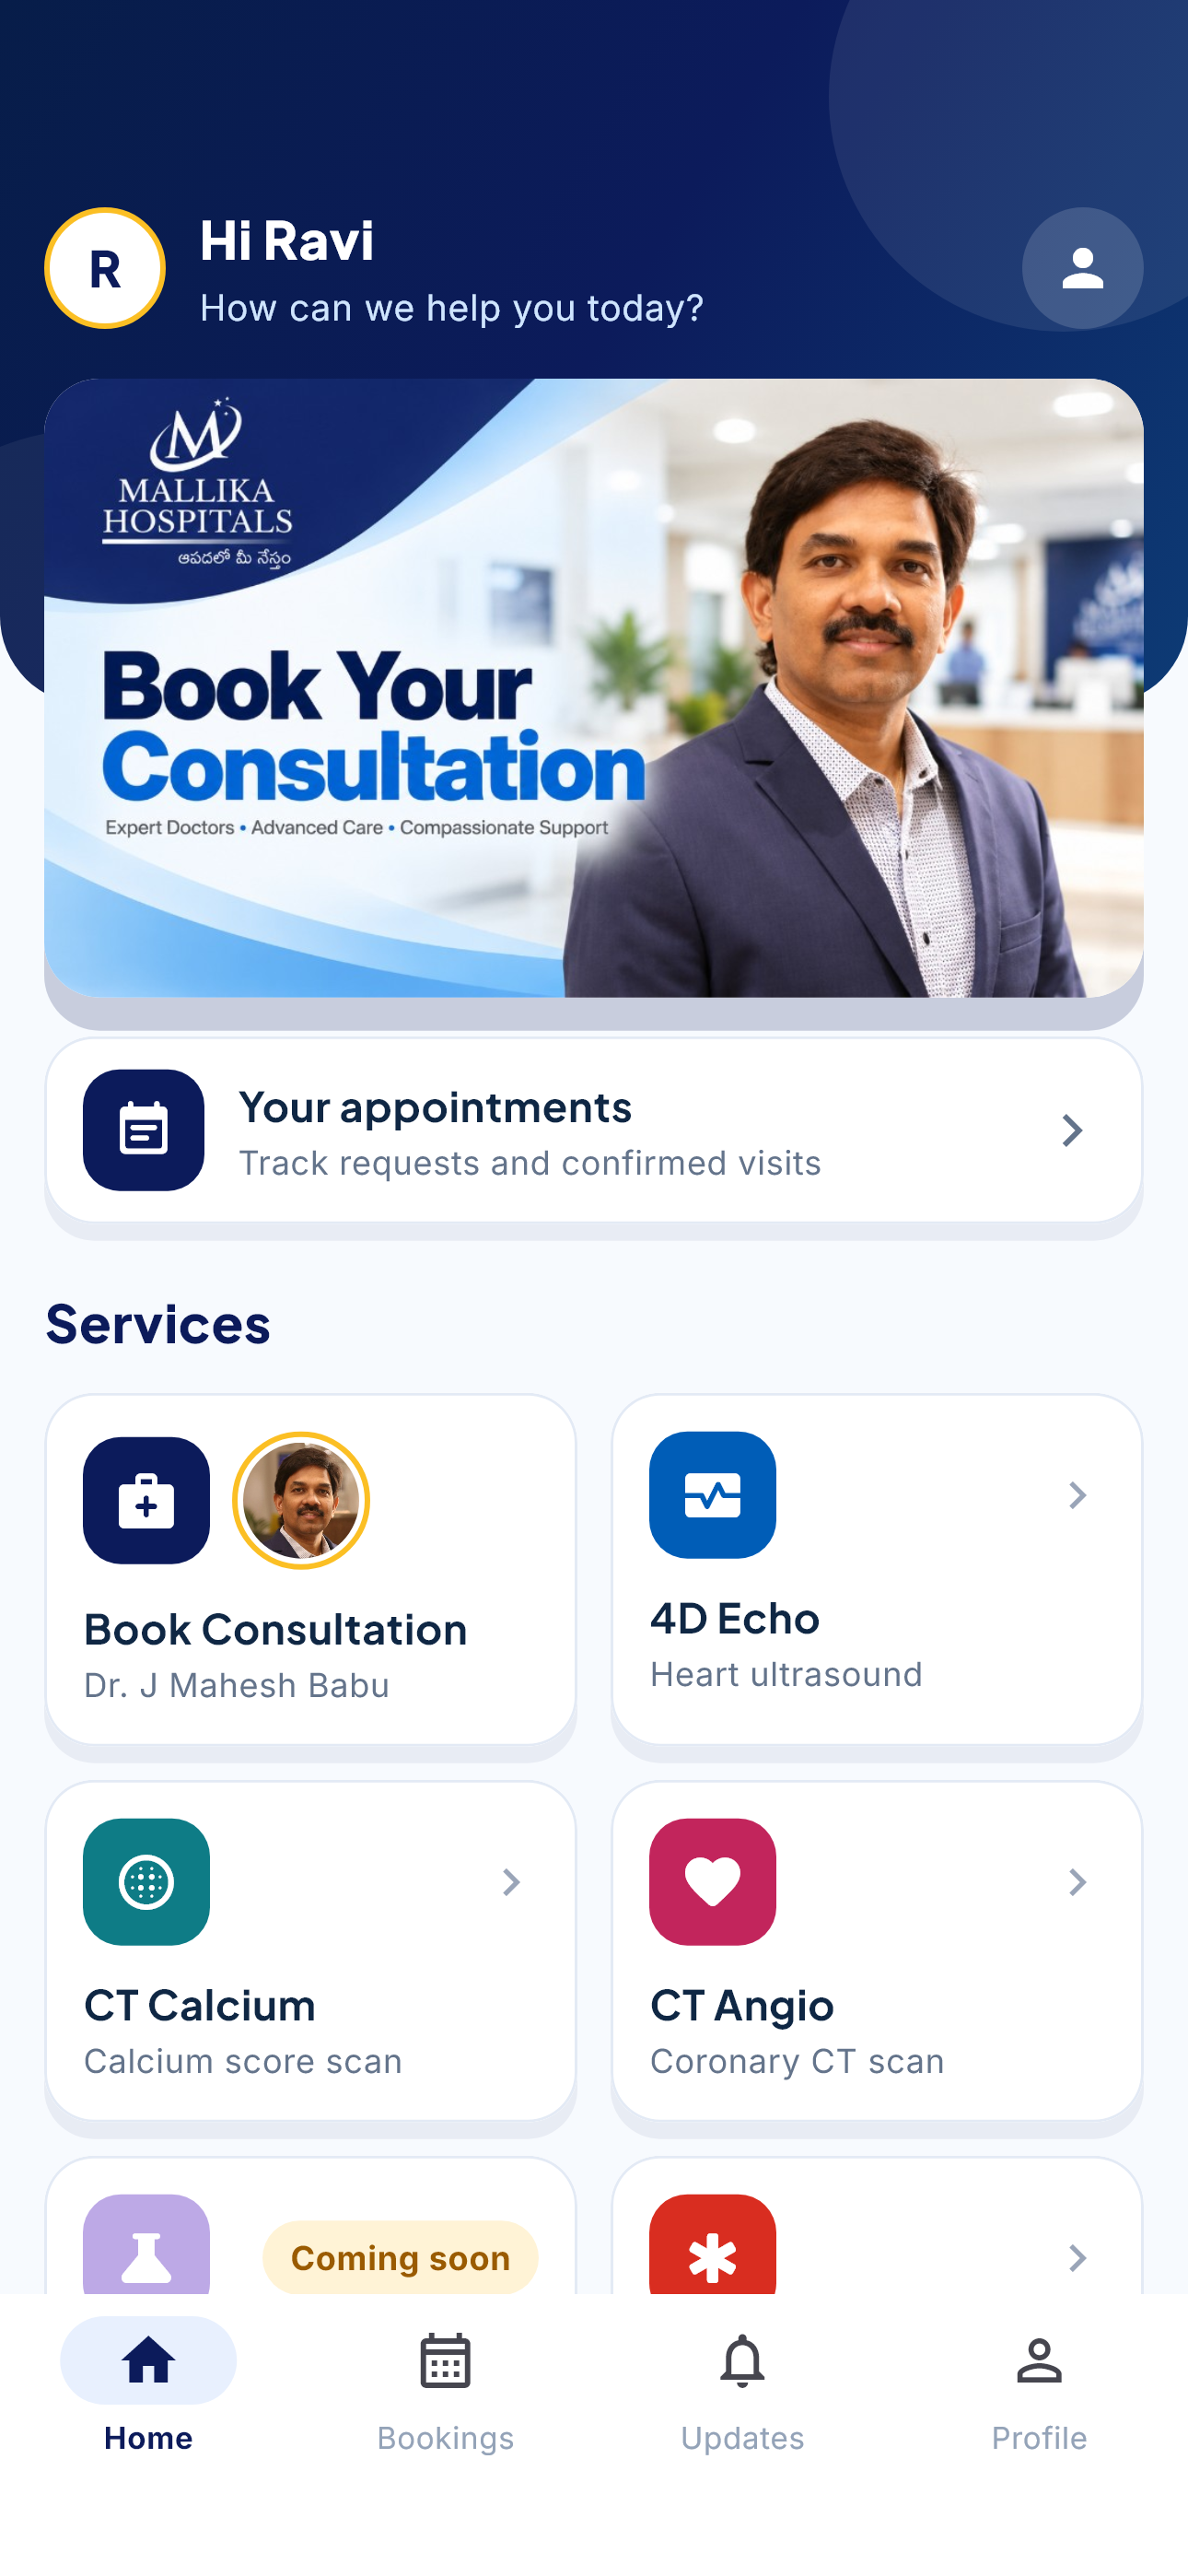 Hi Ravi
R
How can we help you today?
M
MALLIKA
HOSPITALS
ఆపదలో మీ నేస్తం
Book Your
Consultation
Expert Doctors • Advanced Care • Compassionate Support
Your appointments
Track requests and confirmed visits
Services
Book Consultation
Dr. J Mahesh Babu
4D Echo
Heart ultrasound
CT Calcium
Calcium score scan
CT Angio
Coronary CT scan
Coming soon
Home
Bookings
Updates
Profile